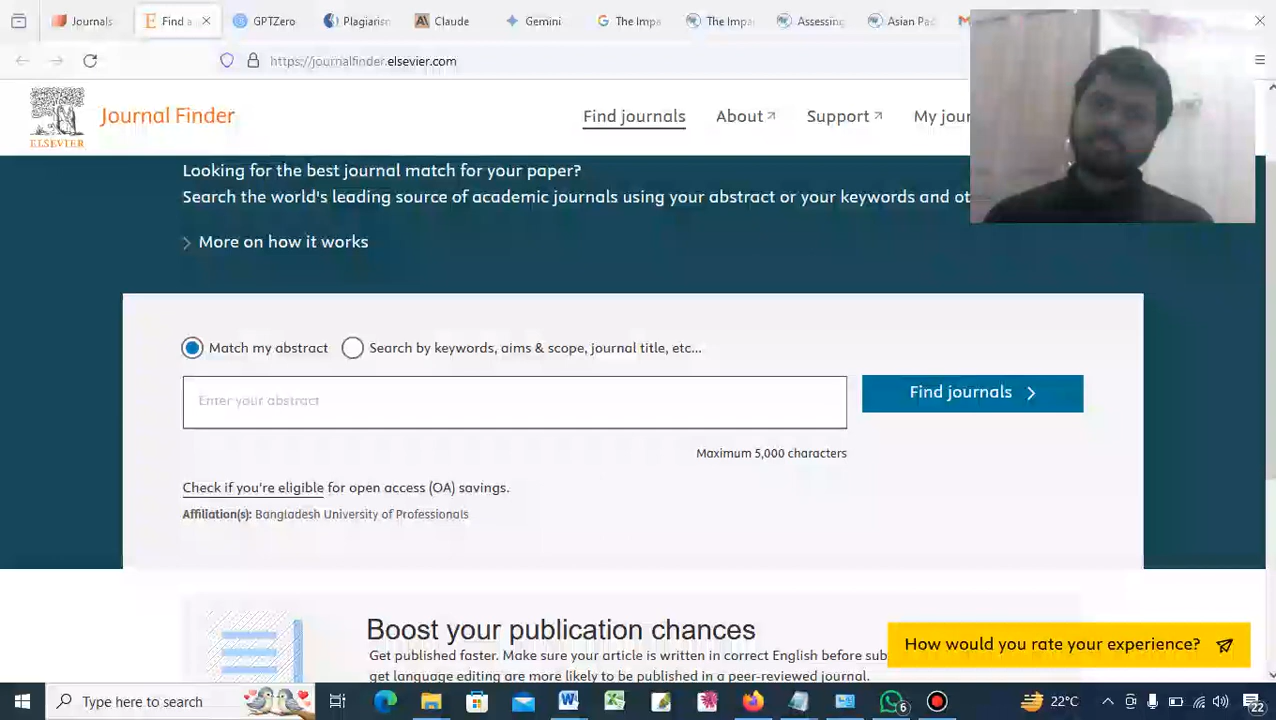 Journals
Find a
GPTZero
Plagiarism
Claude
Gemini
The Impa
The Impa
Assessing
Asian Pa
https://journalfinder.elsevier.com
ELSEVIER
Journal Finder
Find journals
About
Support
My jour
Looking for the best journal match for your paper?
Search the world's leading source of academic journals using your abstract or your keywords and ot
More on how it works
Match my abstract
Search by keywords, aims & scope, journal title, etc...
Enter your abstract
Find journals
Maximum 5,000 characters
Check if you're eligible for open access (OA) savings.
Affiliation(s): Bangladesh University of Professionals
Boost your publication chances
Get published faster. Make sure your article is written in correct English before sub
get language editing are more likely to be published in a peer-reviewed journal.
How would you rate your experience?
Type here to search
6
22°C
22